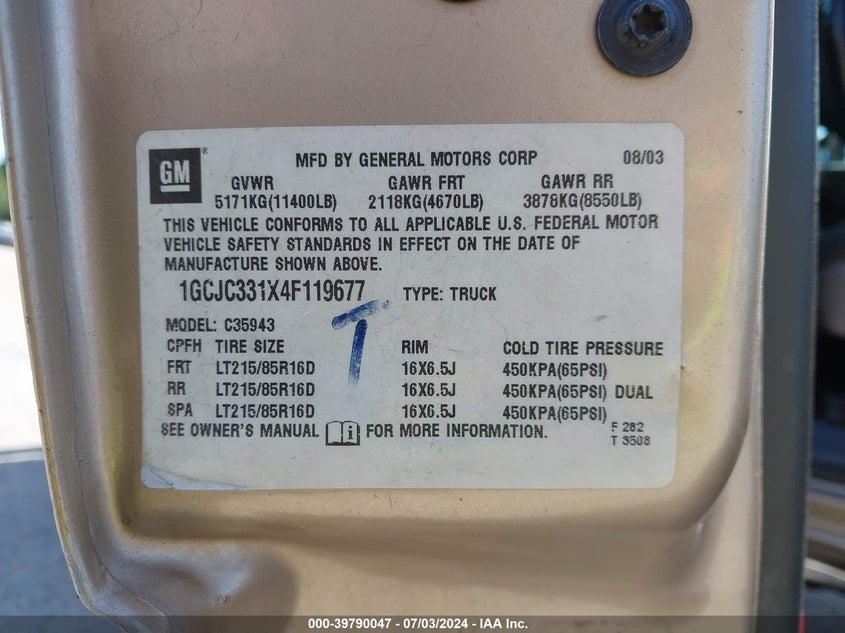 GM
MFD BY GENERAL MOTORS CORP 08/03
GVWR GAWR FRT GAWR RR
5171KG(11400LB) 2118KG(4670LB) 3878KG(8550LB)
THIS VEHICLE CONFORMS TO ALL APPLICABLE U.S. FEDERAL MOTOR
VEHICLE SAFETY STANDARDS IN EFFECT ON THE DATE OF
MANUFACTURE SHOWN ABOVE.
1GCJC331X4F119677 TYPE: TRUCK
T
MODEL: C35943
CPFH TIRE SIZE RIM COLD TIRE PRESSURE
FRT LT215/85R16D 16X6.5J 450KPA(65PSI)
RR LT215/85R16D 16X6.5J 450KPA(65PSI) DUAL
SPA LT215/85R16D 16X6.5J 450KPA(65PSI)
SEE OWNER'S MANUAL i FOR MORE INFORMATION.
F 282
T 3508
000-39790047 - 07/03/2024 - IAA Inc.